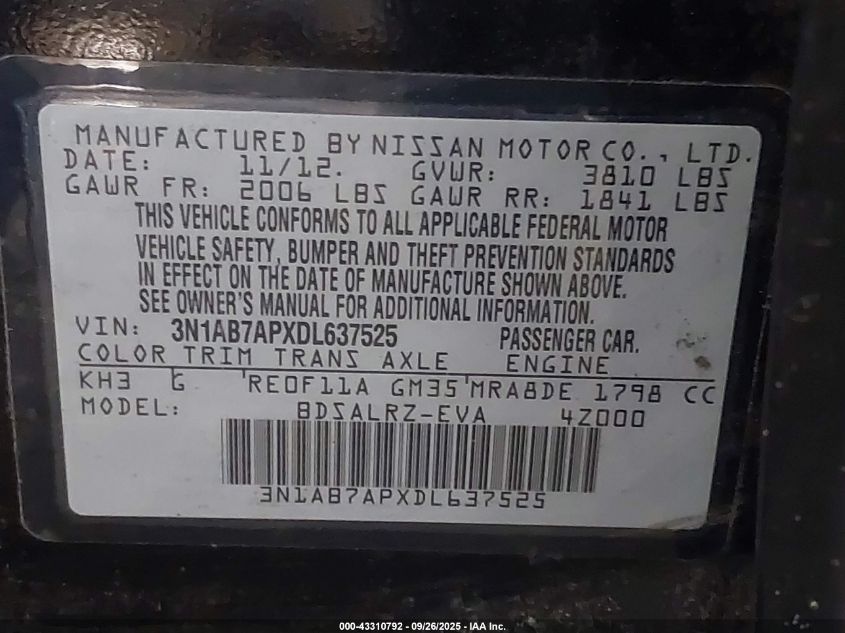 MANUFACTURED BY NISSAN MOTOR CO., LTD.
DATE: 11/12. GVWR: 3810 LBS
GAWR FR: 2006 LBS GAWR RR: 1841 LBS
THIS VEHICLE CONFORMS TO ALL APPLICABLE FEDERAL MOTOR
VEHICLE SAFETY, BUMPER AND THEFT PREVENTION STANDARDS
IN EFFECT ON THE DATE OF MANUFACTURE SHOWN ABOVE.
SEE OWNER'S MANUAL FOR ADDITIONAL INFORMATION.
VIN: 3N1AB7APXDL637525 PASSENGER CAR.
COLOR TRIM TRANS AXLE ENGINE
KH3 G RE0F11A GM35 MRA8DE 1798 CC
MODEL: BDSALRZ-EVA 4Z000
3N1AB7APXDL637525
000-43310792 - 09/26/2025 - IAA Inc.